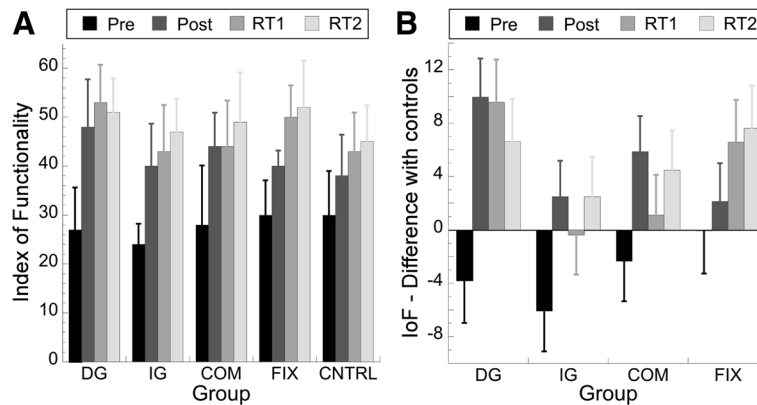 A
Pre Post RT1 RT2
Index of Functionality
60
50
40
30
20
10
0
DG IG COM FIX CNTRL
Group
B
Pre Post RT1 RT2
IoF - Difference with controls
12
8
4
0
-4
-8
DG IG COM FIX
Group